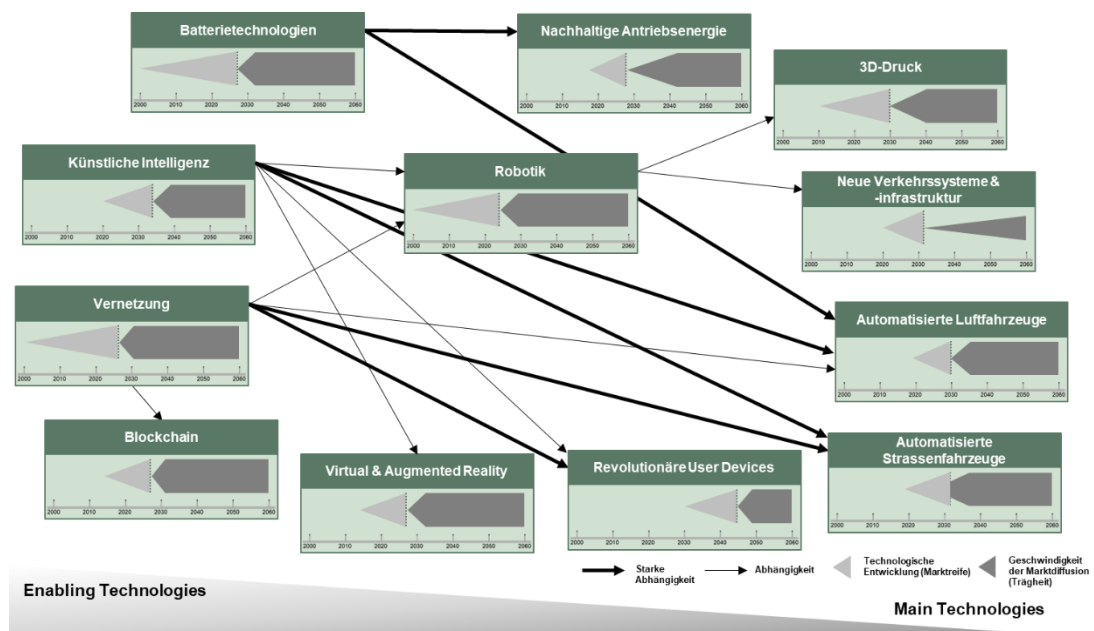 Batterietechnologien
2000 2010 2020 2030 2040 2050 2060
Nachhaltige Antriebsenergie
2000 2010 2020 2030 2040 2050 2060
3D-Druck
2000 2010 2020 2030 2040 2050 2060
Künstliche Intelligenz
2000 2010 2020 2030 2040 2050 2060
Robotik
2000 2010 2020 2030 2040 2050 2060
Neue Verkehrssysteme &
-infrastruktur
2000 2010 2020 2030 2040 2050 2060
Vernetzung
2000 2010 2020 2030 2040 2050 2060
Automatisierte Luftfahrzeuge
2000 2010 2020 2030 2040 2050 2060
Blockchain
2000 2010 2020 2030 2040 2050 2060
Virtual & Augmented Reality
2000 2010 2020 2030 2040 2050 2060
Revolutionäre User Devices
2000 2010 2020 2030 2040 2050 2060
Automatisierte
Strassenfahrzeuge
2000 2010 2020 2030 2040 2050 2060
Starke
Abhängigkeit
Abhängigkeit
Technologische
Entwicklung (Marktreife)
Geschwindigkeit
der Marktdiffusion
(Trägheit)
Enabling Technologies
Main Technologies